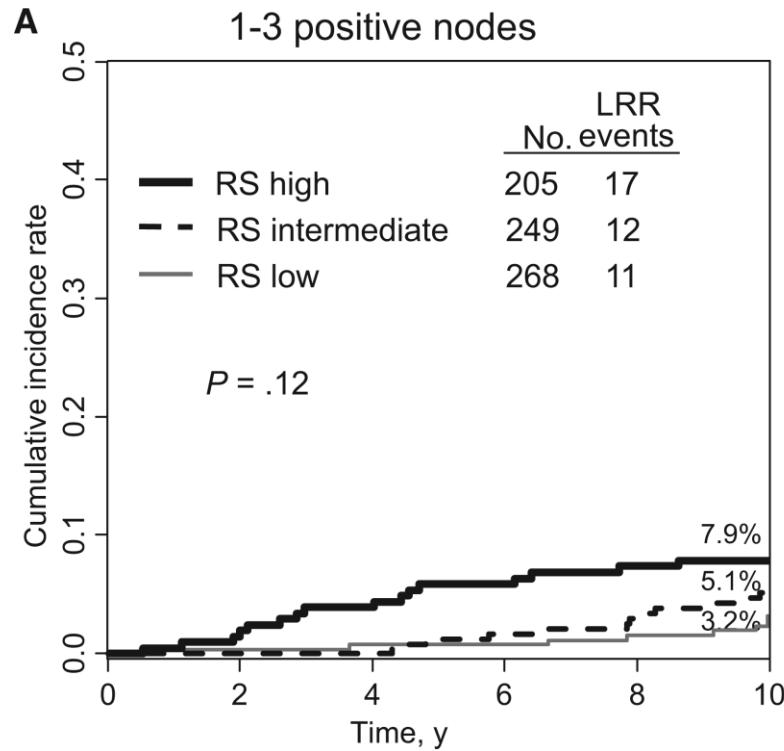 A
1-3 positive nodes
LRR
No. events
RS high 205 17
RS intermediate 249 12
RS low 268 11
P = .12
7.9%
5.1%
3.2%
Cumulative incidence rate
0.5
0.4
0.3
0.2
0.1
0.0
0 2 4 6 8 10
Time, y